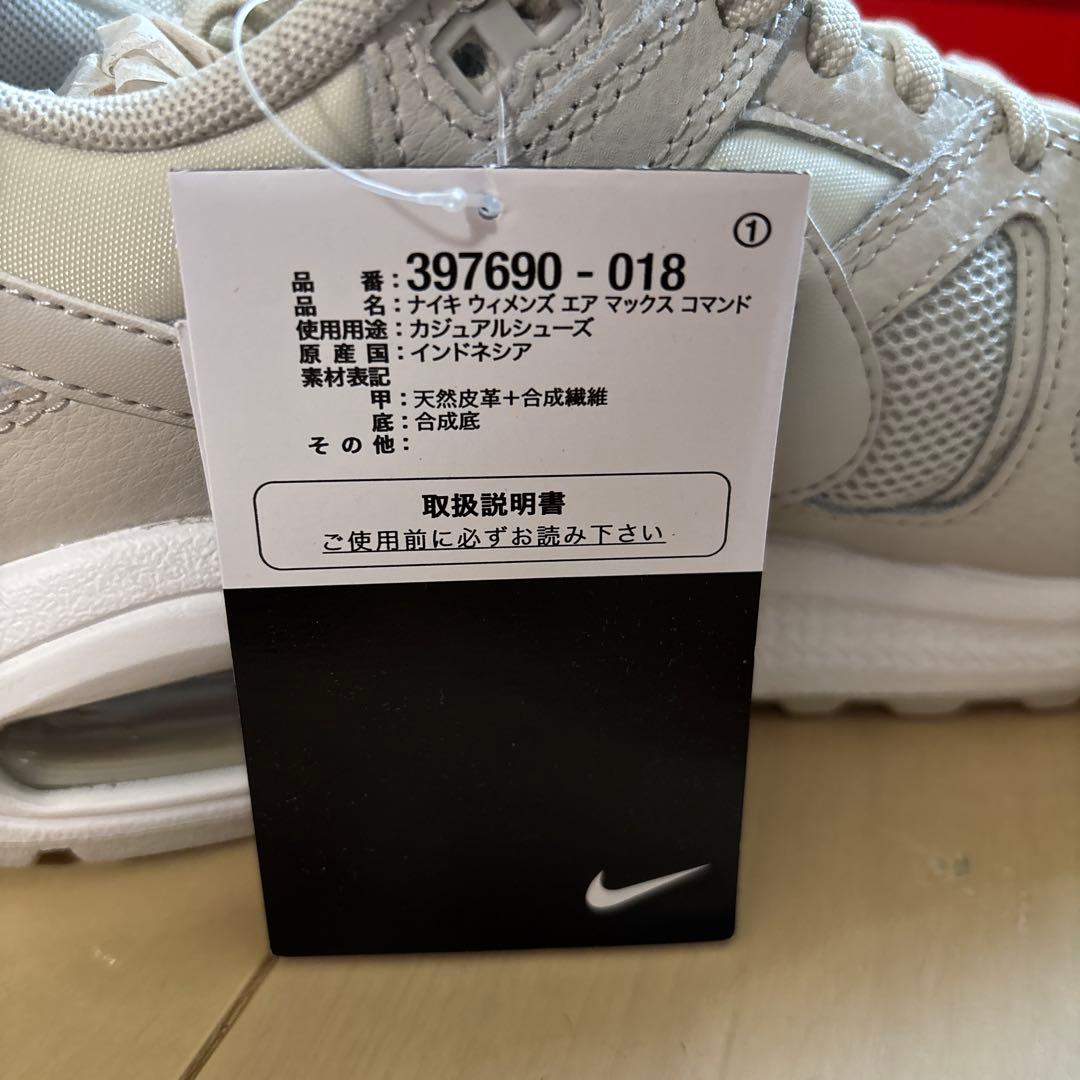 ①
品番：397690-018
品名：ナイキ ウィメンズ エア マックス コマンド
使用用途：カジュアルシューズ
原産国：インドネシア
素材表記
甲：天然皮革＋合成繊維
底：合成底
その他：
取扱説明書
ご使用前に必ずお読み下さい